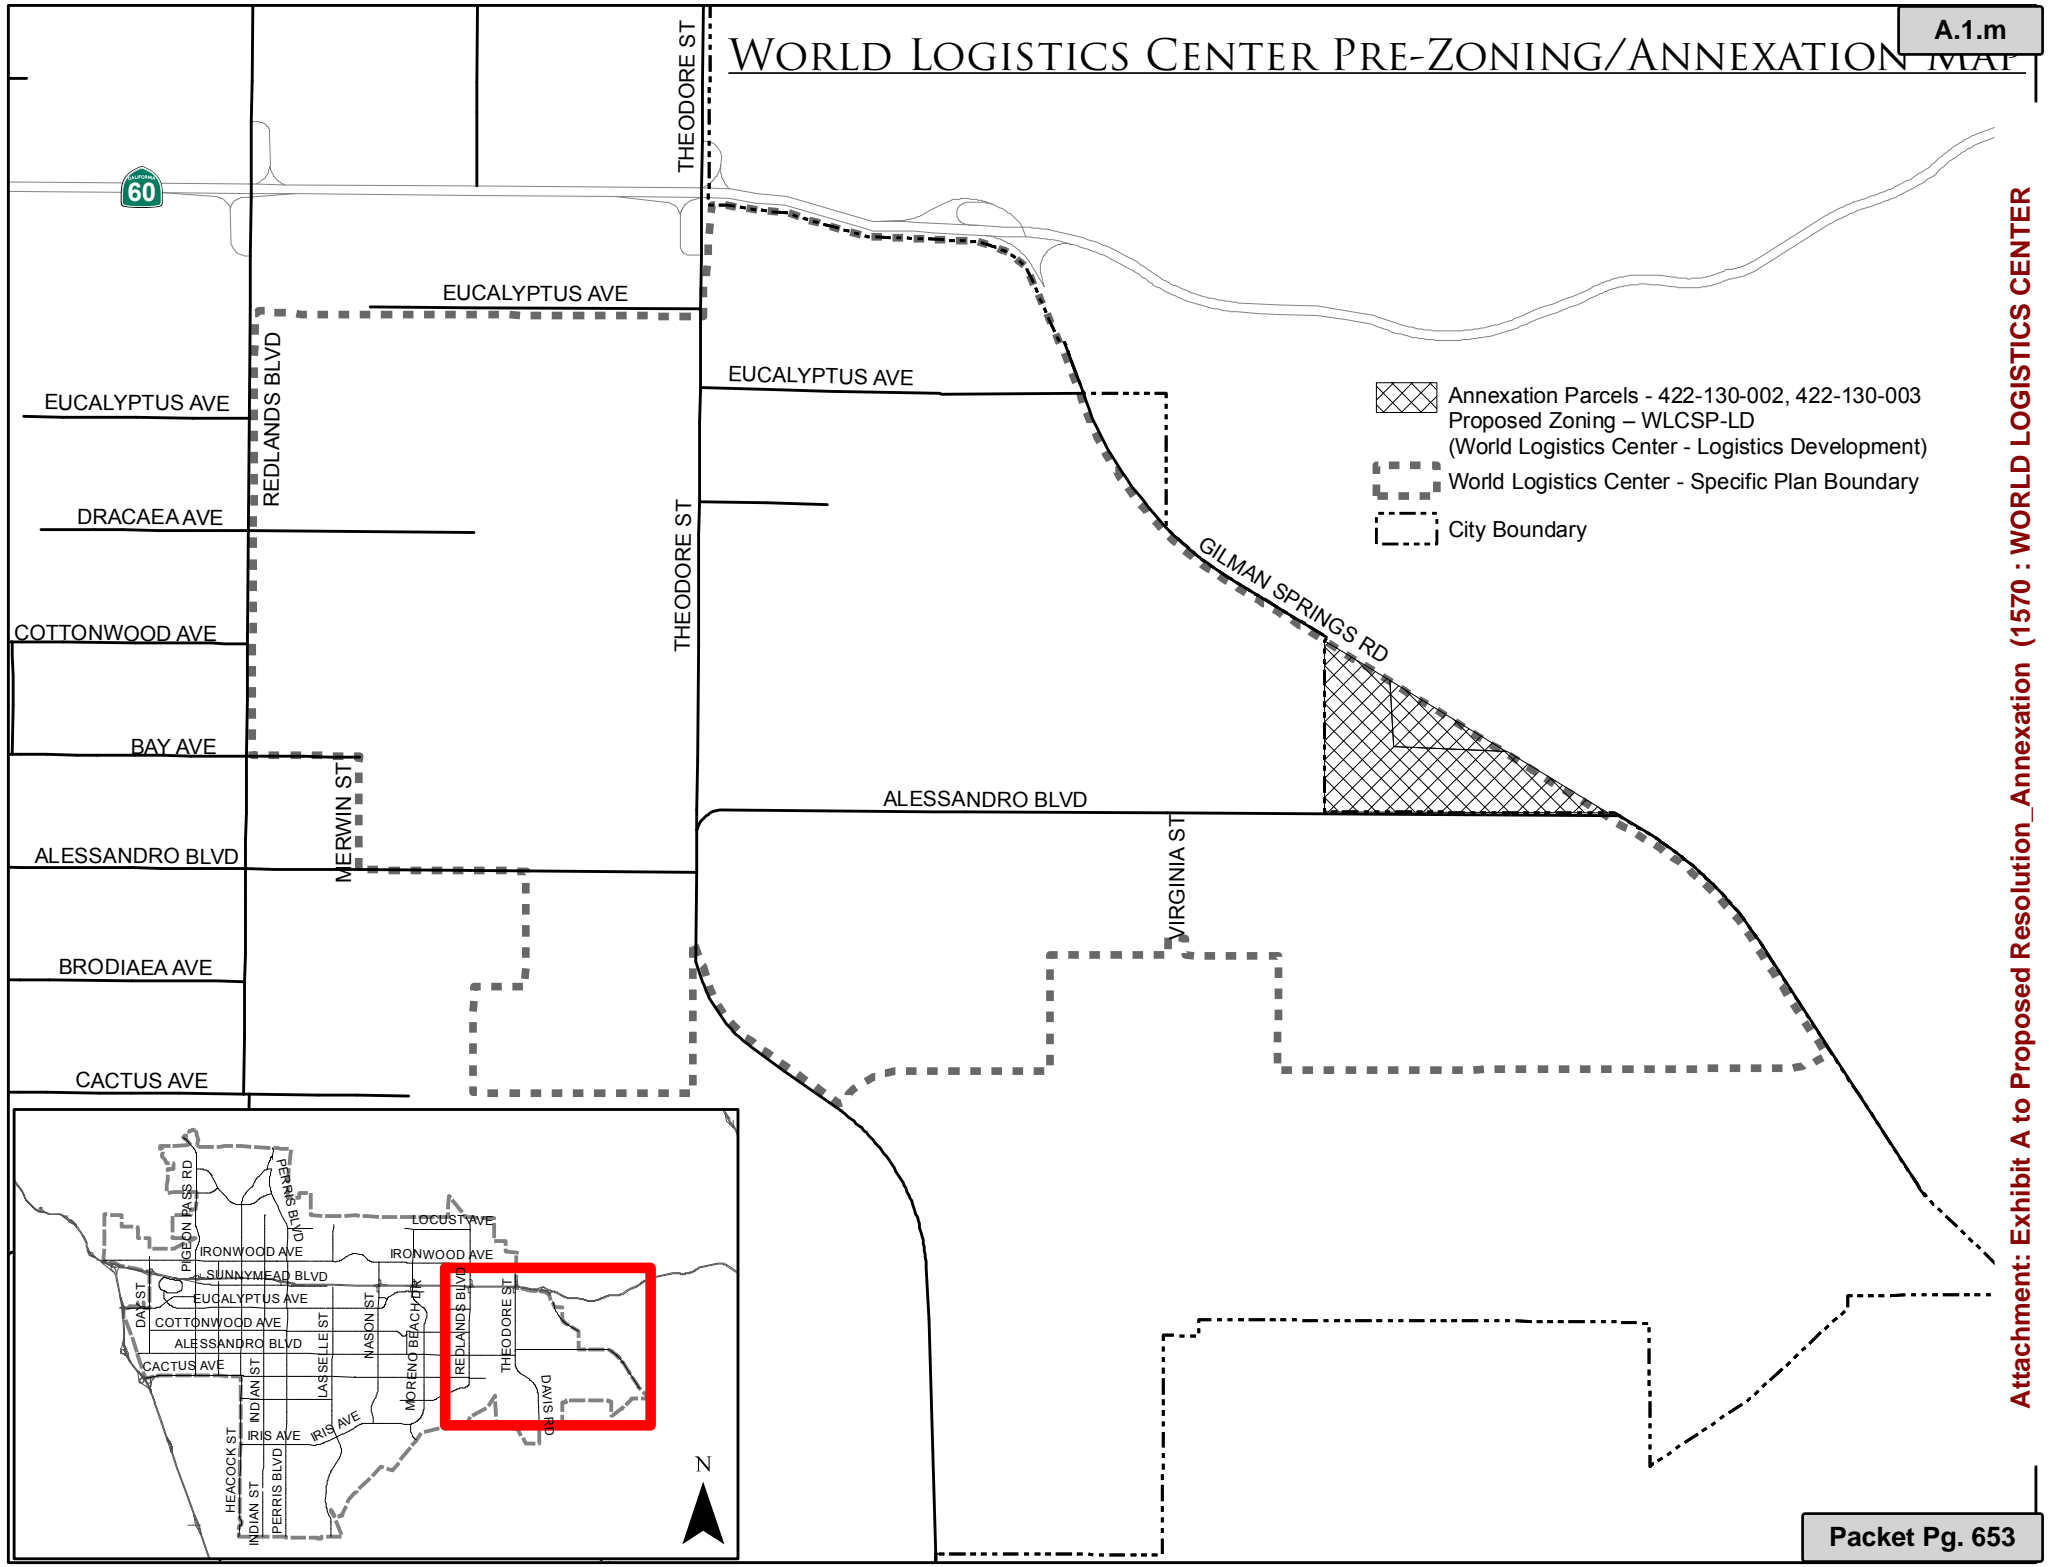 A.1.m
WORLD LOGISTICS CENTER PRE-ZONING/ANNEXATION MAP
THEODORE ST
CALIFORNIA
60
EUCALYPTUS AVE
REDLANDS BLVD
EUCALYPTUS AVE
EUCALYPTUS AVE
Annexation Parcels - 422-130-002, 422-130-003
Proposed Zoning – WLCSP-LD
(World Logistics Center - Logistics Development)
World Logistics Center - Specific Plan Boundary
City Boundary
DRACAEA AVE
THEODORE ST
GILMAN SPRINGS RD
COTTONWOOD AVE
BAY AVE
MERWIN ST
ALESSANDRO BLVD
ALESSANDRO BLVD
VIRGINIA ST
BRODIAEA AVE
CACTUS AVE
PIGEON PASS RD
PERRIS BLVD
LOCUST AVE
IRONWOOD AVE
IRONWOOD AVE
SUNNYMEAD BLVD
DAY ST
EUCALYPTUS AVE
COTTONWOOD AVE
ALESSANDRO BLVD
CACTUS AVE
INDIAN ST
LASSELLE ST
NASON ST
MORENO BEACH DR
REDLANDS BLVD
THEODORE ST
DAVIS RD
IRIS AVE
IRIS AVE
HEACOCK ST
INDIAN ST
PERRIS BLVD
N
Attachment: Exhibit A to Proposed Resolution_Annexation (1570 : WORLD LOGISTICS CENTER
Packet Pg. 653